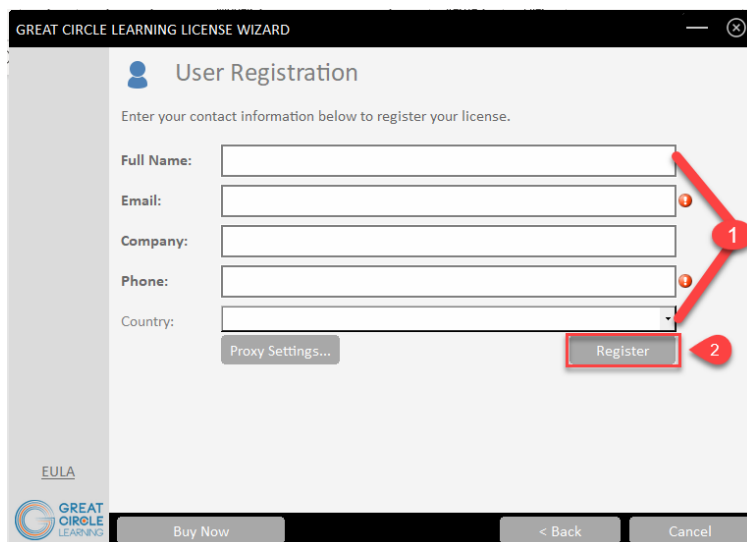 GREAT CIRCLE LEARNING LICENSE WIZARD
User Registration
Enter your contact information below to register your license.
Full Name:
1
Email:
Company:
Phone:
Country:
Proxy Settings...
Register
2
EULA
GREAT
CIRCLE
LEARNING
Buy Now
< Back
Cancel